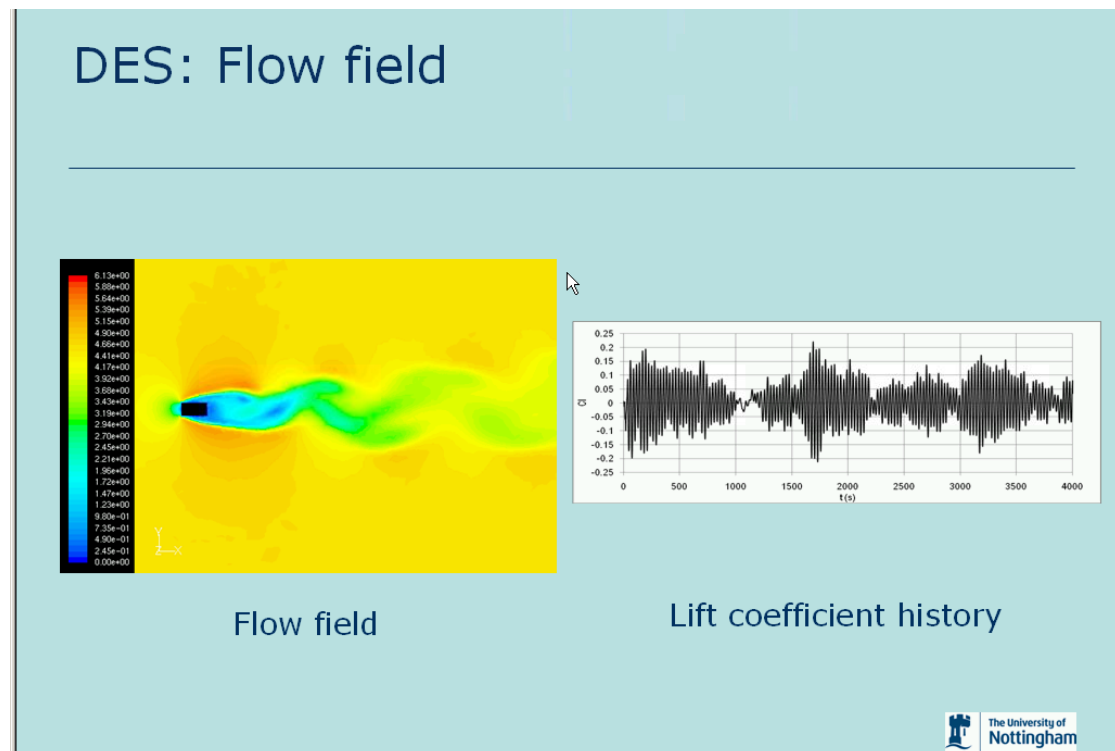 DES: Flow field
6.13e+00
5.88e+00
5.64e+00
5.39e+00
5.15e+00
4.90e+00
4.66e+00
4.41e+00
4.17e+00
3.92e+00
3.68e+00
3.43e+00
3.19e+00
2.94e+00
2.70e+00
2.45e+00
2.21e+00
1.96e+00
1.72e+00
1.47e+00
1.23e+00
9.80e-01
7.35e-01
4.90e-01
2.45e-01
0.00e+00
Y
Z X
Flow field
0.25
0.2
0.15
0.1
0.05
0
-0.05
-0.1
-0.15
-0.2
-0.25
Cl
0 500 1000 1500 2000 2500 3000 3500 4000
t(s)
Lift coefficient history
The University of
Nottingham